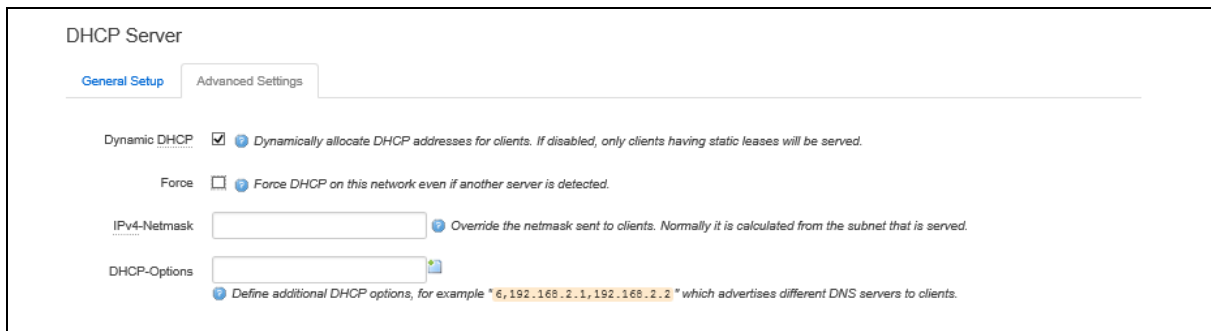 DHCP Server
General Setup
Advanced Settings
Dynamic DHCP
Dynamically allocate DHCP addresses for clients. If disabled, only clients having static leases will be served.
Force
Force DHCP on this network even if another server is detected.
IPv4-Netmask
Override the netmask sent to clients. Normally it is calculated from the subnet that is served.
DHCP-Options
Define additional DHCP options, for example "6,192.168.2.1,192.168.2.2" which advertises different DNS servers to clients.